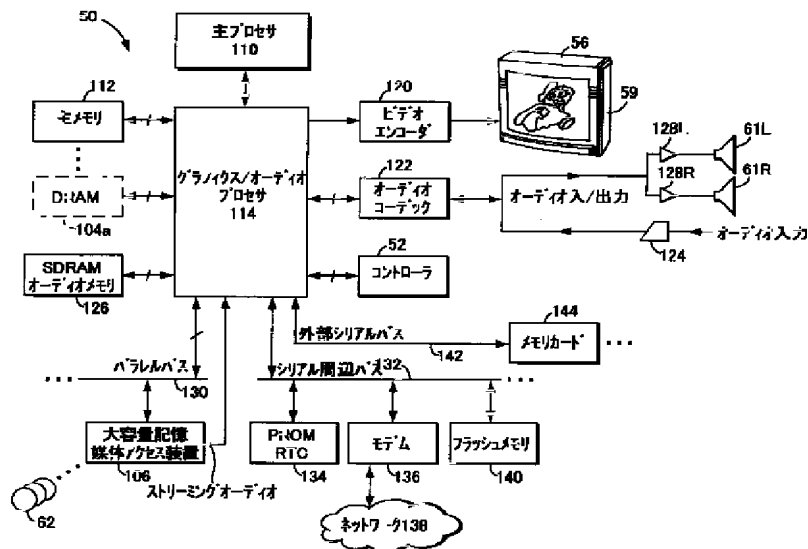 50
主プロセサ
110
56
59
112
主メモリ
120
ビデオ
エンコーダ
128L
61L
グラフィクス/オーディオ
プロセサ
114
122
オーディオ
コーデック
オーディオ入/出力
128R
61R
DRAM
104a
オーディオ入力
124
52
コントローラ
SDRAM
オーディオメモリ
126
外部シリアルバス
142
144
メモリカード
パラレルバス
130
シリアル周辺バス
132
大容量記憶
媒体アクセス装置
106
PROM
RTC
134
モデム
136
フラッシュメモリ
140
ストリーミングオーディオ
62
ネットワーク138